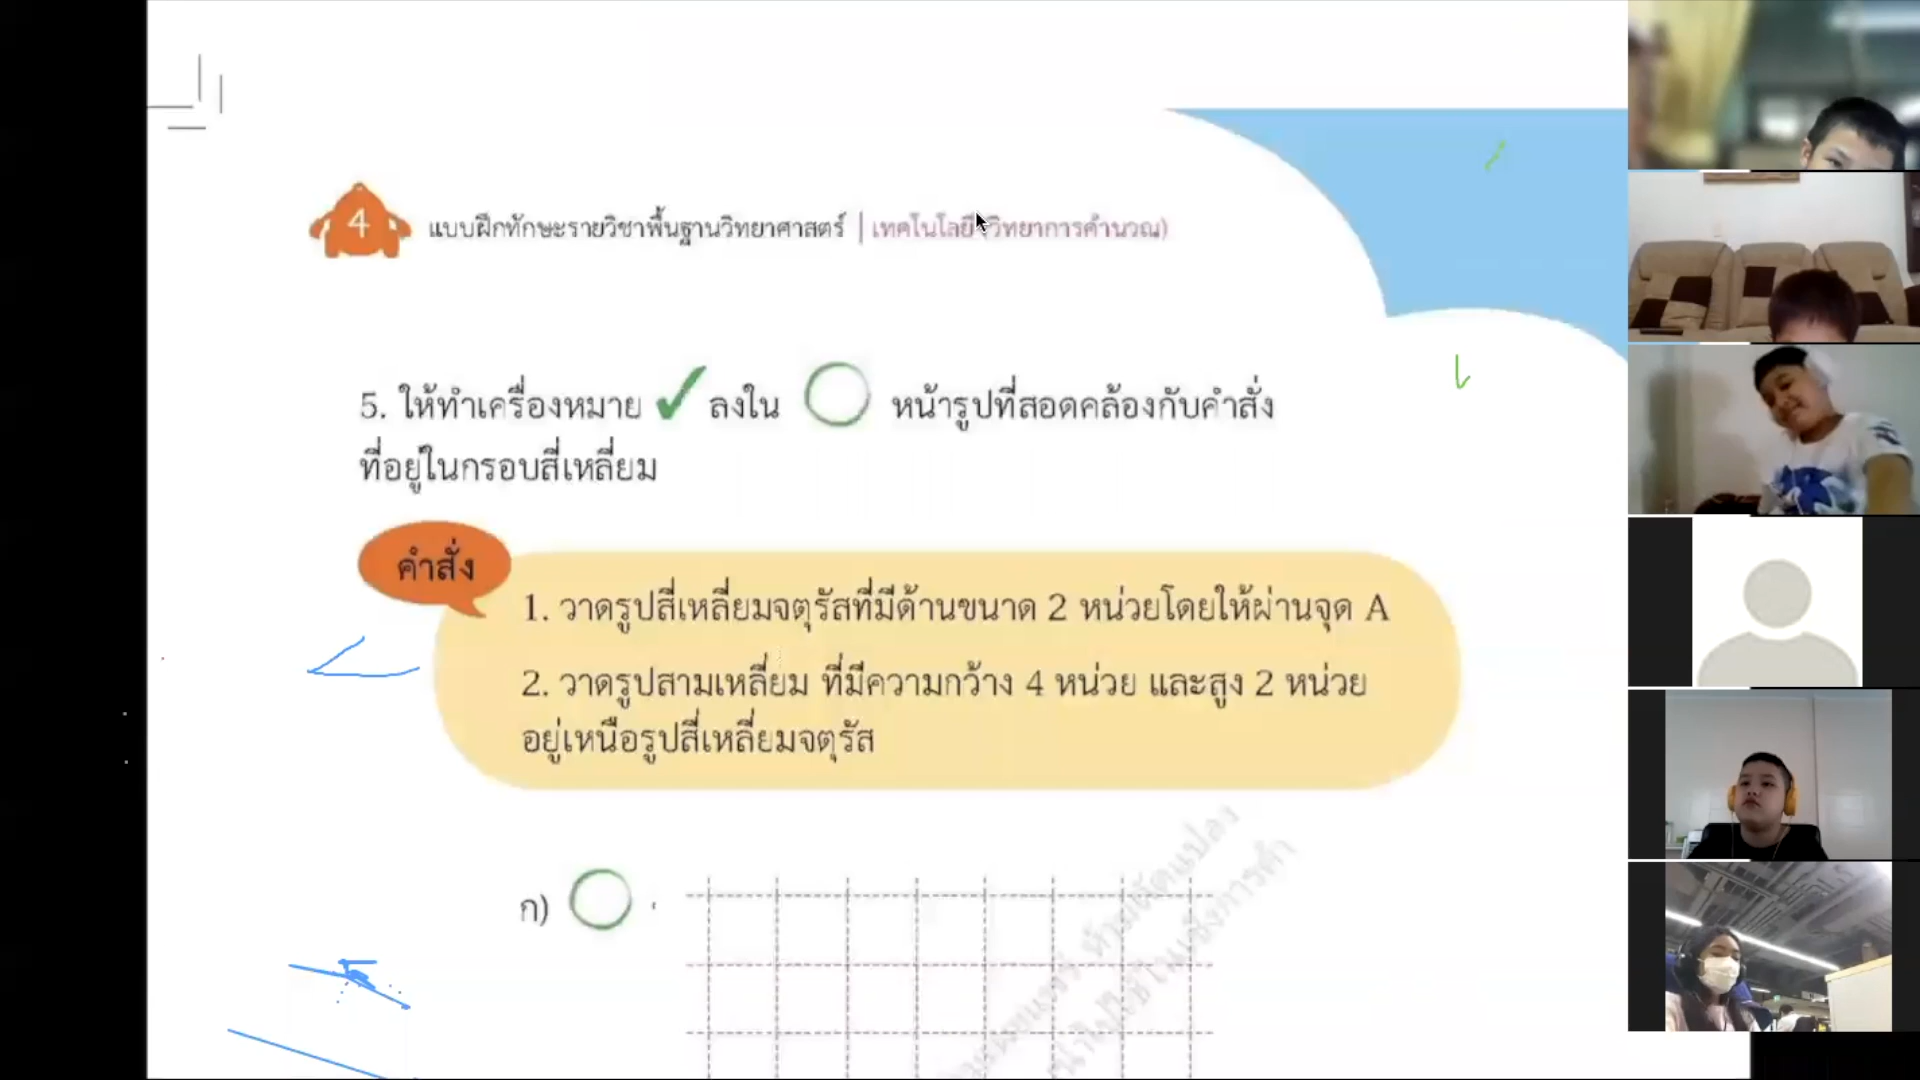 4
แบบฝึกทักษะรายวิชาพื้นฐานวิทยาศาสตร์ | เทคโนโลยี (วิทยาการคำนวณ)
5. ให้ทำเครื่องหมาย ✓ ลงใน ◯ หน้ารูปที่สอดคล้องกับคำสั่ง
ที่อยู่ในกรอบสี่เหลี่ยม
คำสั่ง
1. วาดรูปสี่เหลี่ยมจตุรัสที่มีด้านขนาด 2 หน่วยโดยให้ผ่านจุด A
2. วาดรูปสามเหลี่ยม ที่มีความกว้าง 4 หน่วย และสูง 2 หน่วย
อยู่เหนือรูปสี่เหลี่ยมจตุรัส
ก)